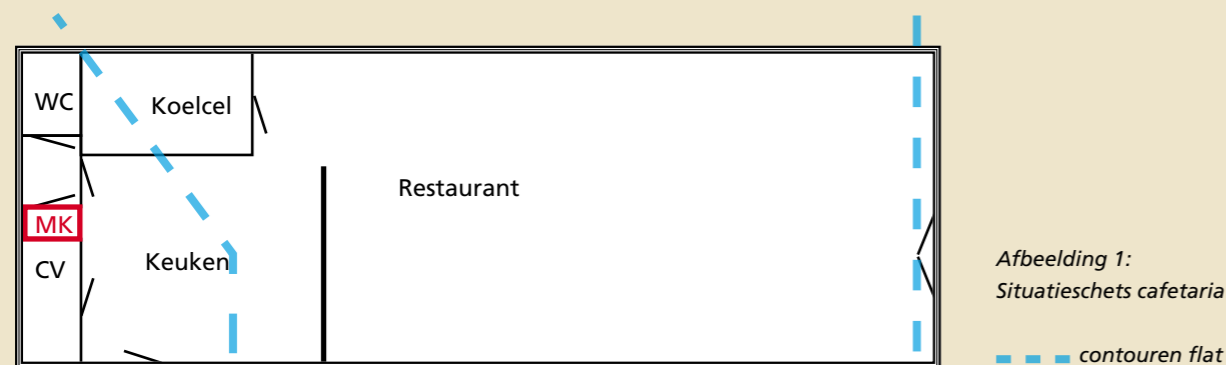 WC
Koelcel
Restaurant
MK
CV
Keuken
Afbeelding 1:
Situatieschets cafetaria
contouren flat